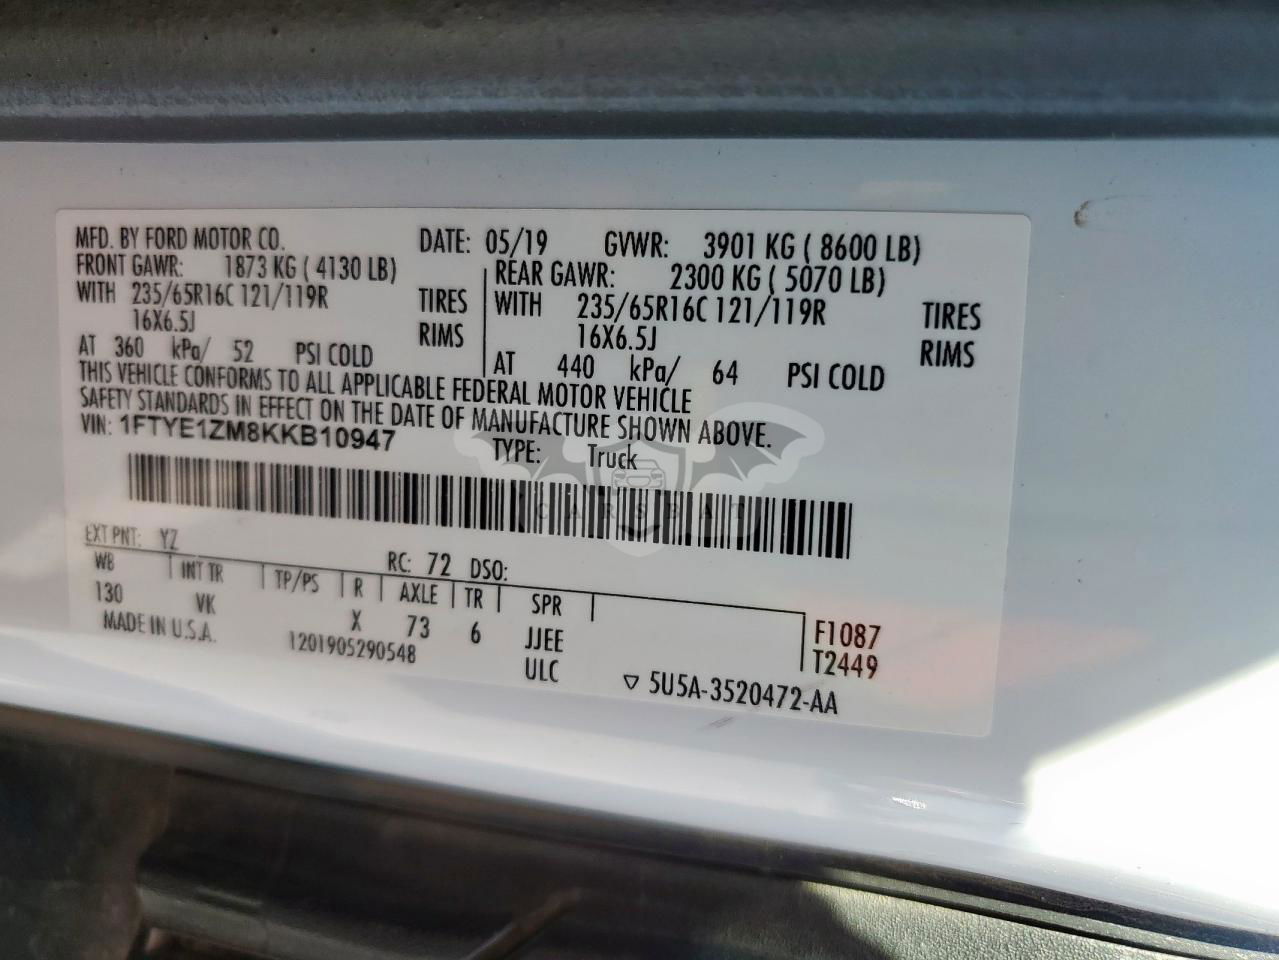 MFD. BY FORD MOTOR CO. DATE: 05/19 GVWR: 3901 KG ( 8600 LB)
FRONT GAWR: 1873 KG ( 4130 LB) REAR GAWR: 2300 KG ( 5070 LB)
WITH 235/65R16C 121/119R TIRES WITH 235/65R16C 121/119R TIRES
16X6.5J RIMS 16X6.5J RIMS
AT 360 kPa/ 52 PSI COLD AT 440 kPa/ 64 PSI COLD
THIS VEHICLE CONFORMS TO ALL APPLICABLE FEDERAL MOTOR VEHICLE
SAFETY STANDARDS IN EFFECT ON THE DATE OF MANUFACTURE SHOWN ABOVE.
VIN: 1FTYE1ZM8KKB10947 TYPE: Truck
CARSBAT
EXT PNT: YZ RC: 72 DSO:
WB INT TR TP/PS R AXLE TR SPR
130 VK X 73 6 JJEE F1087
MADE IN U.S.A. 1201905290548 ULC T2449
▽ 5U5A-3520472-AA